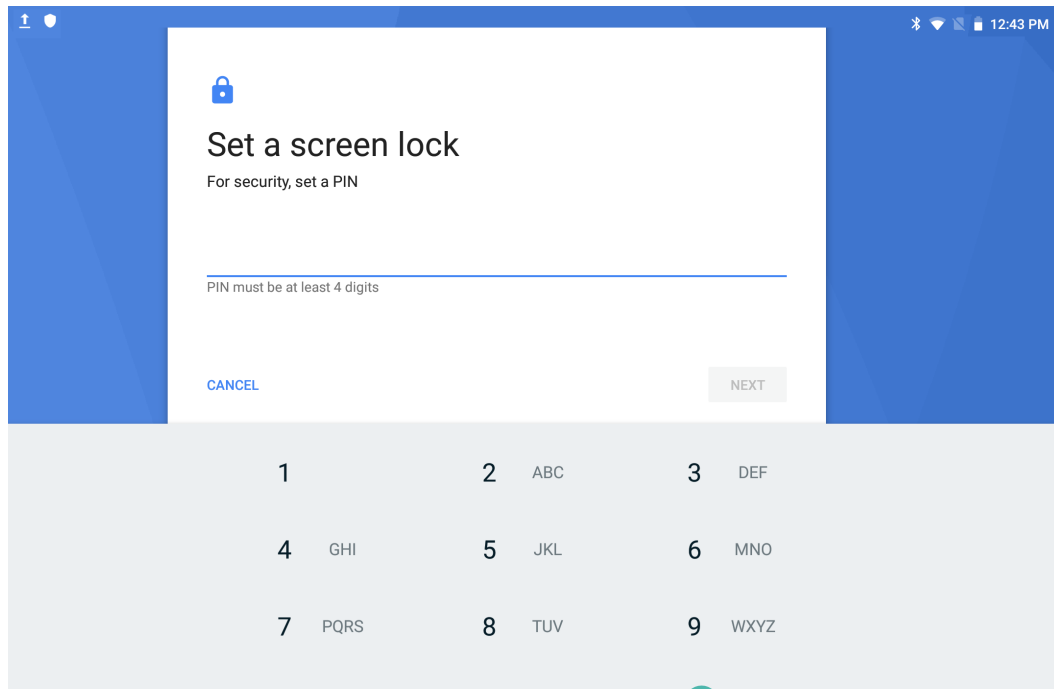 12:43 PM
Set a screen lock
For security, set a PIN
PIN must be at least 4 digits
CANCEL NEXT
1 2 ABC 3 DEF
4 GHI 5 JKL 6 MNO
7 PQRS 8 TUV 9 WXYZ